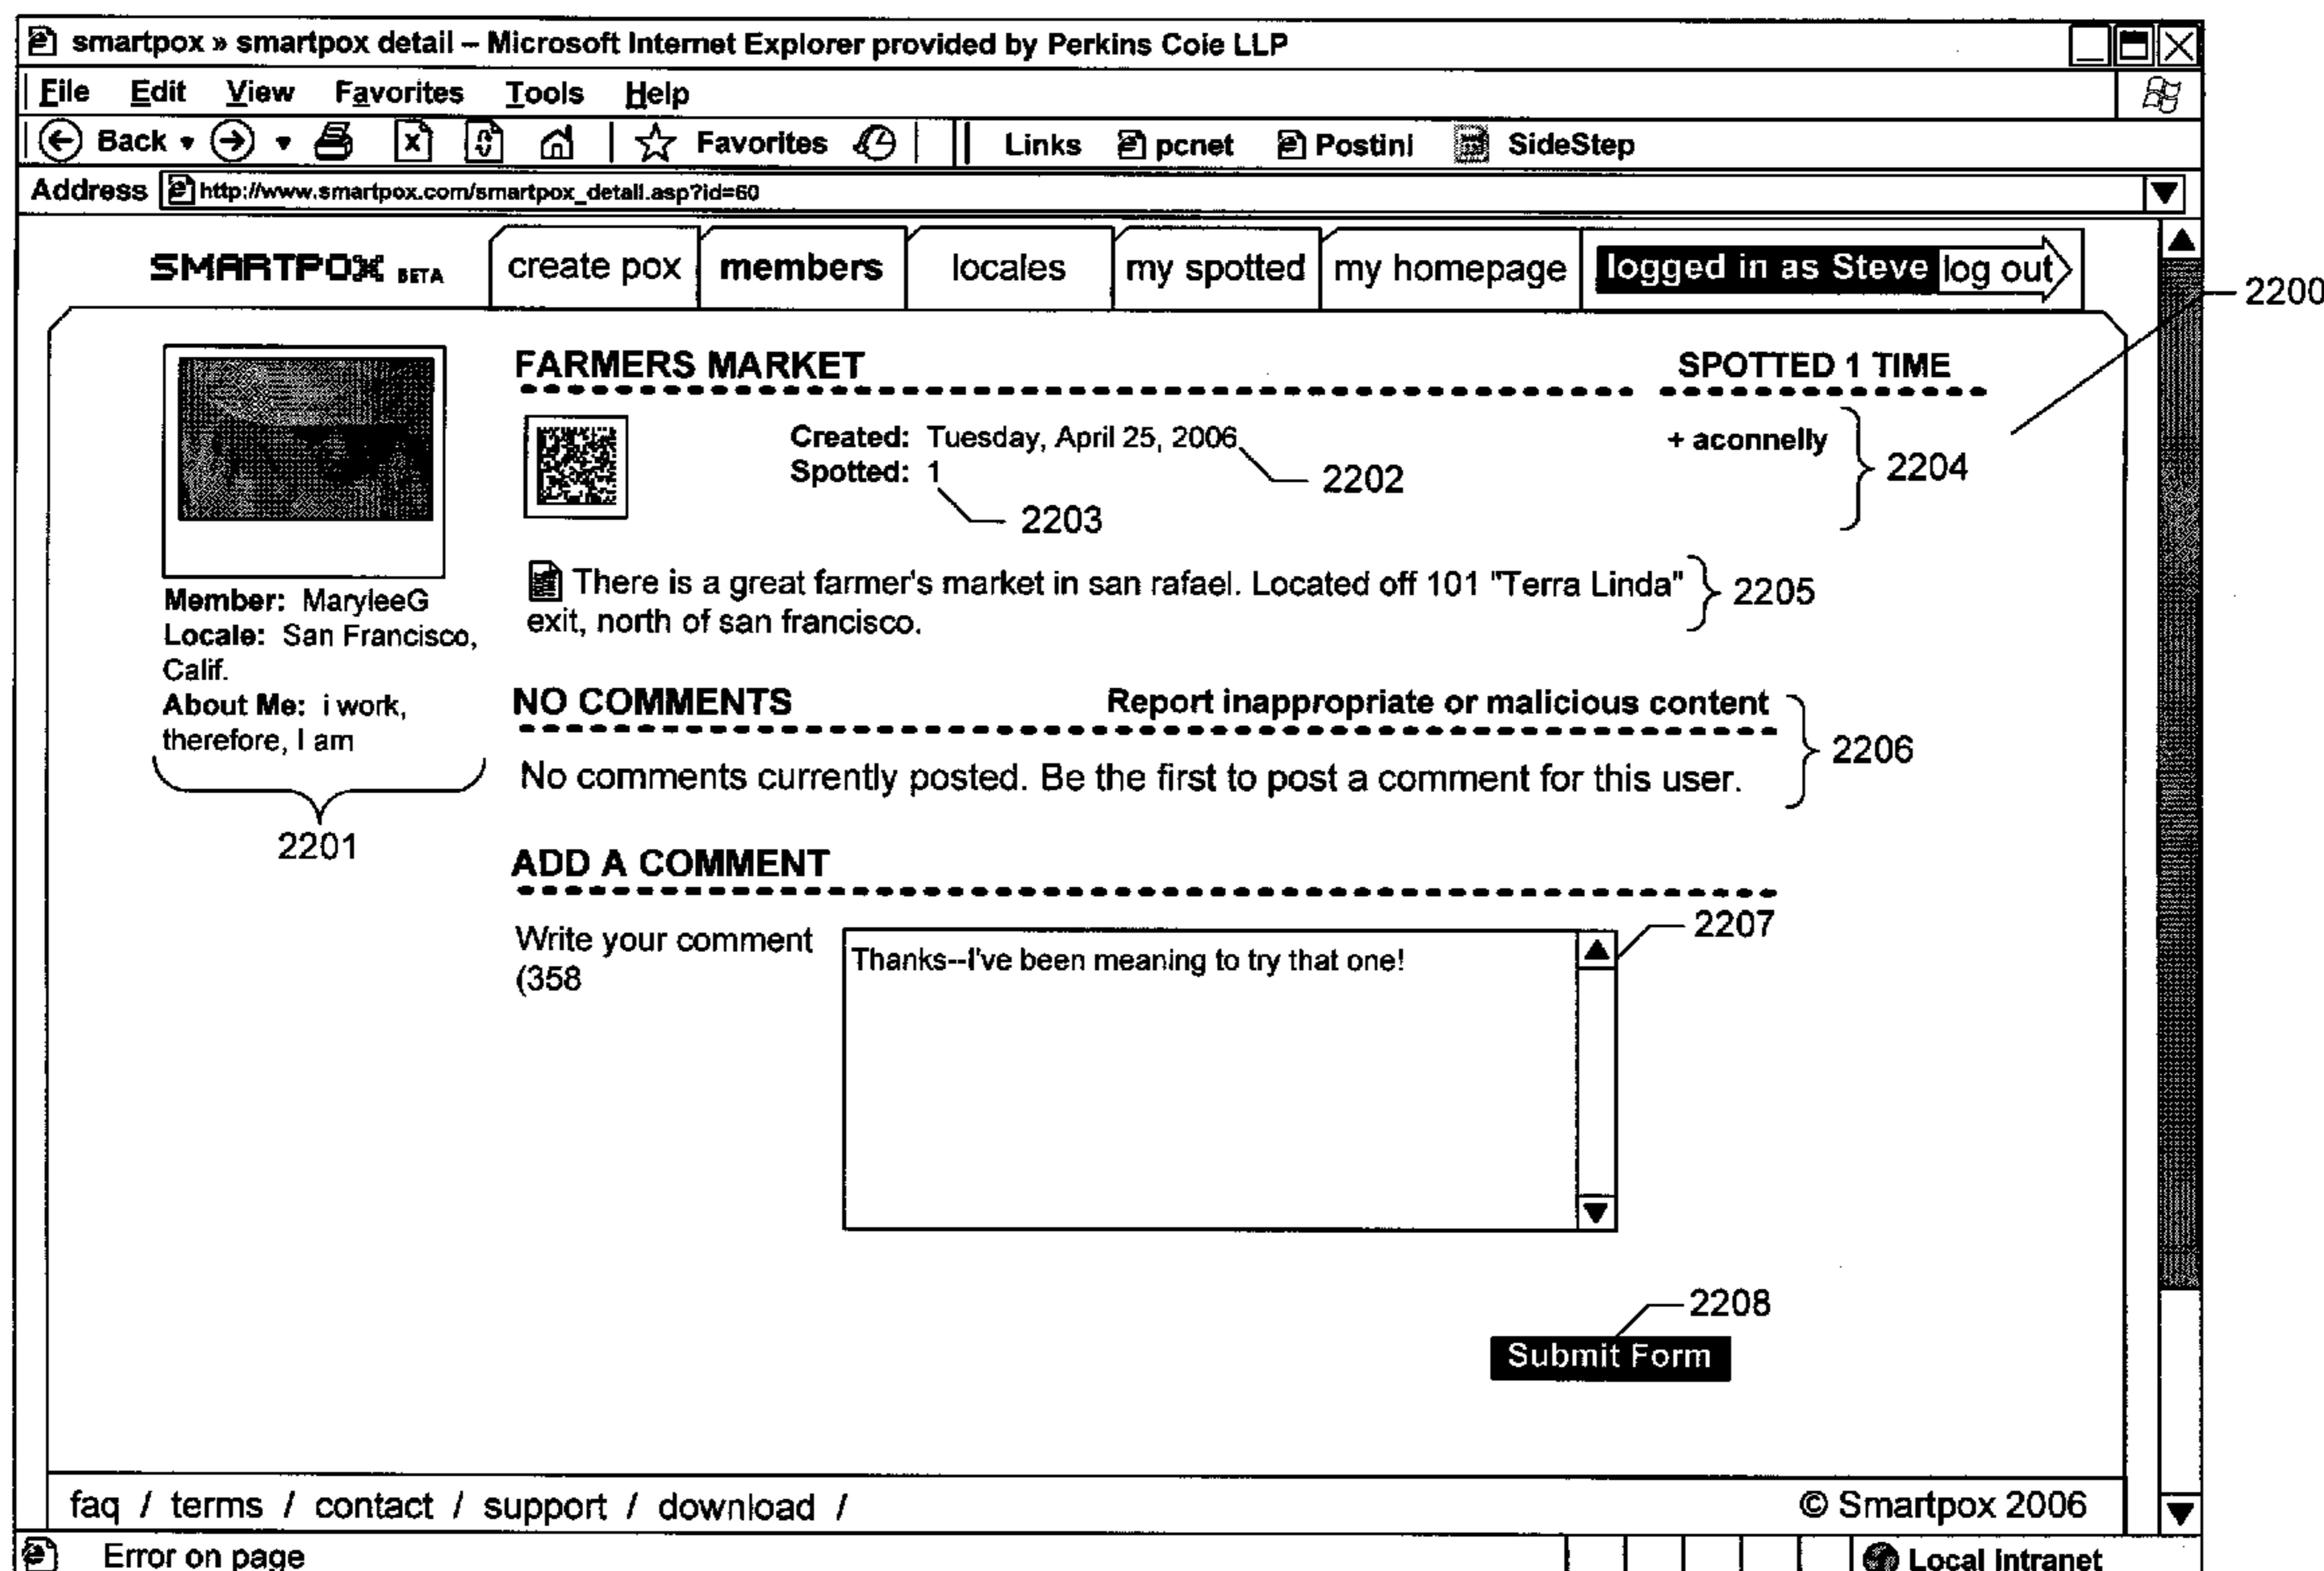 smartpox » smartpox detail – Microsoft Internet Explorer provided by Perkins Coie LLP
File Edit View Favorites Tools Help
Back Favorites Links pcnet Postini SideStep
Address http://www.smartpox.com/smartpox_detail.asp?id=60
SMARTPOX BETA create pox members locales my spotted my homepage logged in as Steve log out
2200
FARMERS MARKET SPOTTED 1 TIME
Created: Tuesday, April 25, 2006 + aconnelly
Spotted: 1 2202 2204
2203
There is a great farmer's market in san rafael. Located off 101 "Terra Linda" 2205
exit, north of san francisco.
Member: MaryleeG
Locale: San Francisco,
Calif.
About Me: i work,
therefore, I am
2201
NO COMMENTS Report inappropriate or malicious content
2206
No comments currently posted. Be the first to post a comment for this user.
ADD A COMMENT
2207
Write your comment
(358
Thanks--I've been meaning to try that one!
2208
Submit Form
faq / terms / contact / support / download / © Smartpox 2006
Error on page Local intranet